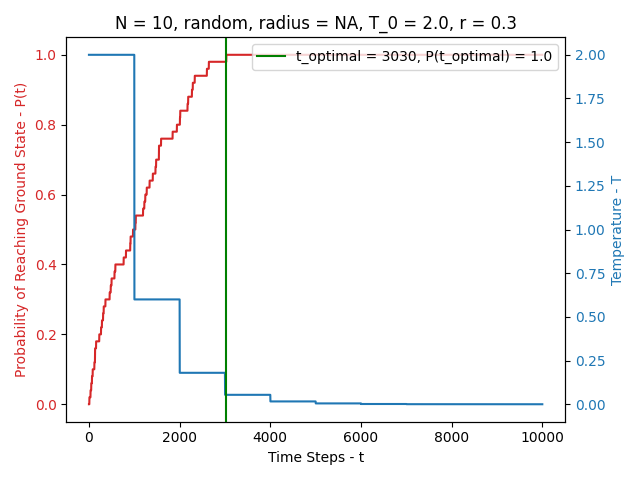 N = 10, random, radius = NA, T_0 = 2.0, r = 0.3
t_optimal = 3030, P(t_optimal) = 1.0
Probability of Reaching Ground State - P(t)
1.0
0.8
0.6
0.4
0.2
0.0
2.00
1.75
1.50
1.25
1.00
0.75
0.50
0.25
0.00
Temperature - T
0 2000 4000 6000 8000 10000
Time Steps - t